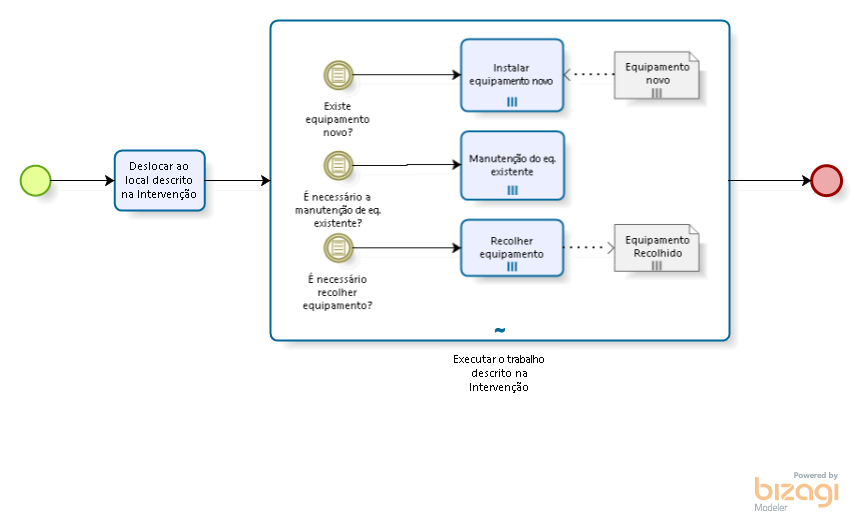 Deslocar ao
local descrito
na Intervenção
Existe
equipamento
novo?
Instalar
equipamento novo
Equipamento
novo
É necessário a
manutenção de eq.
existente?
Manutenção do eq.
existente
É necessário
recolher
equipamento?
Recolher
equipamento
Equipamento
Recolhido
Executar o trabalho
descrito na
Intervenção
Powered by
bizagi
Modeler